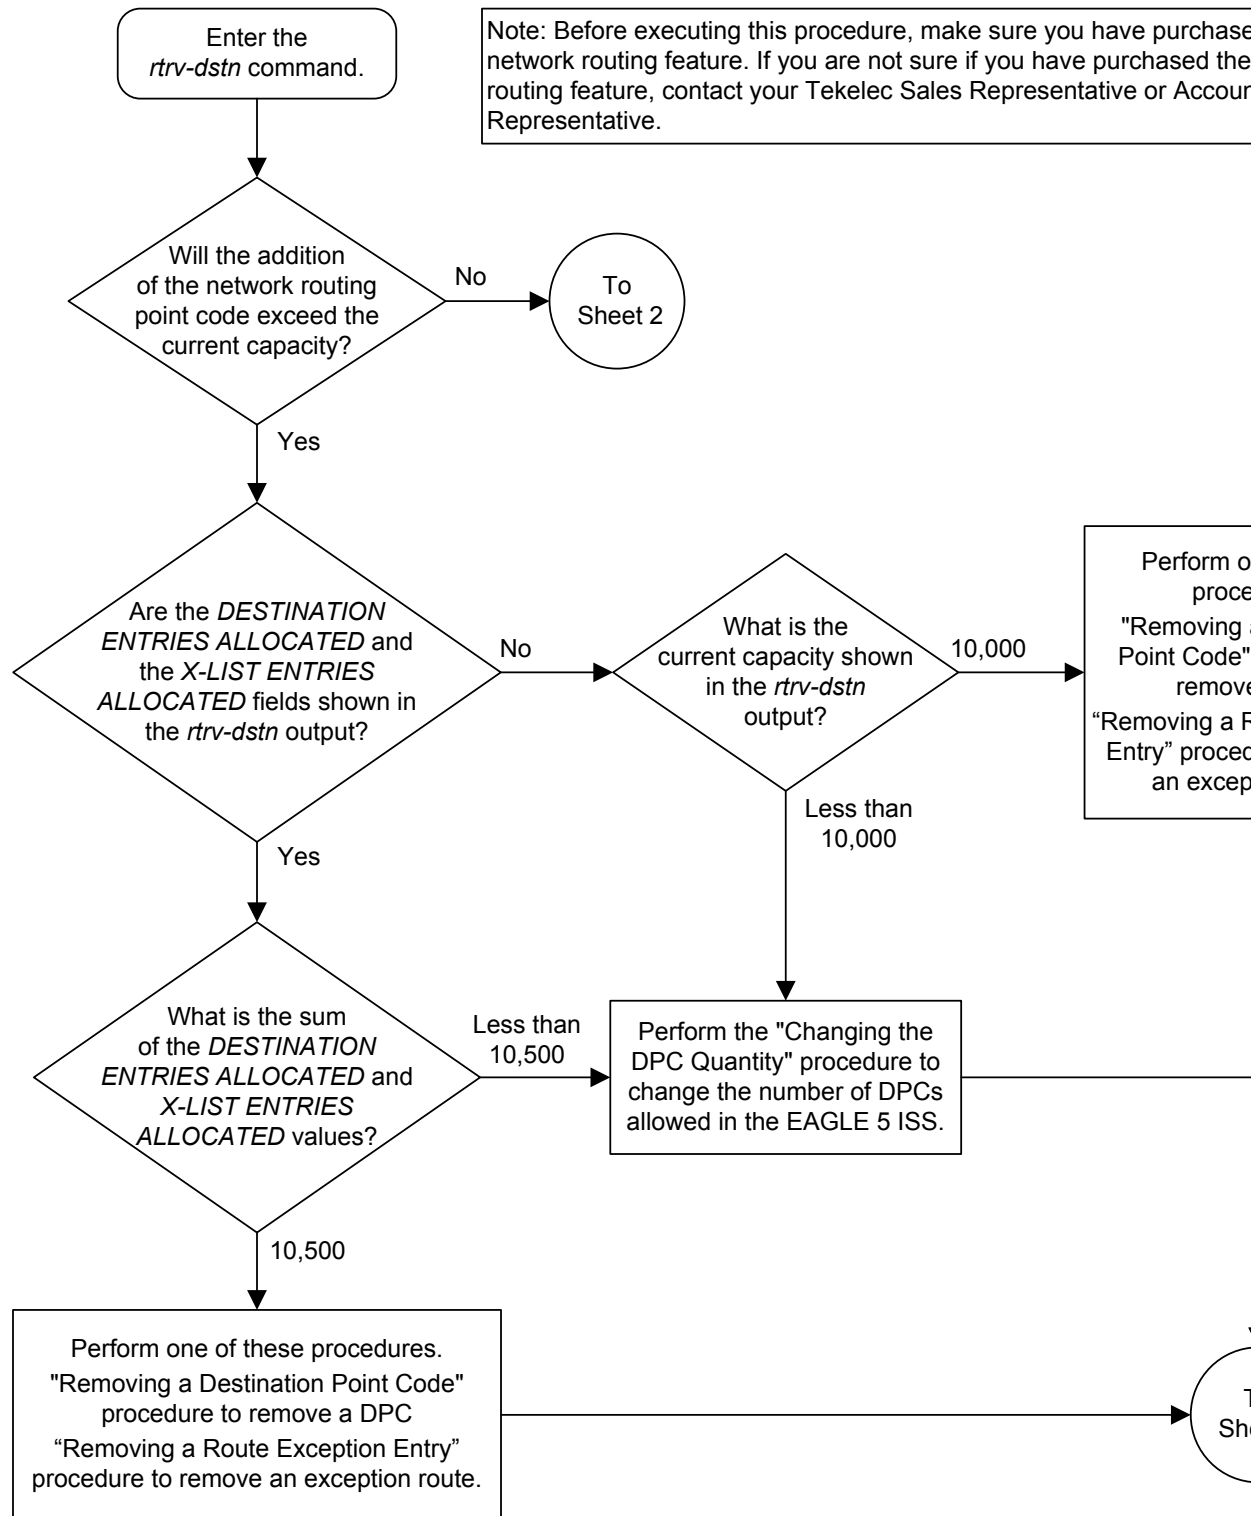 Enter the
rtrv-dstn command.
Note: Before executing this procedure, make sure you have purchase
network routing feature. If you are not sure if you have purchased the
routing feature, contact your Tekelec Sales Representative or Accour
Representative.
Will the addition
of the network routing
point code exceed the
current capacity?
No
To
Sheet 2
Yes
Are the DESTINATION
ENTRIES ALLOCATED and
the X-LIST ENTRIES
ALLOCATED fields shown in
the rtrv-dstn output?
No
What is the
current capacity shown
in the rtrv-dstn
output?
10,000
Perform o
proce
"Removing a
Point Code"
remove
“Removing a R
Entry” proced
an excep
Less than
10,000
Yes
What is the sum
of the DESTINATION
ENTRIES ALLOCATED and
X-LIST ENTRIES
ALLOCATED values?
Less than
10,500
Perform the "Changing the
DPC Quantity" procedure to
change the number of DPCs
allowed in the EAGLE 5 ISS.
10,500
Perform one of these procedures.
"Removing a Destination Point Code"
procedure to remove a DPC
“Removing a Route Exception Entry”
procedure to remove an exception route.
T
She